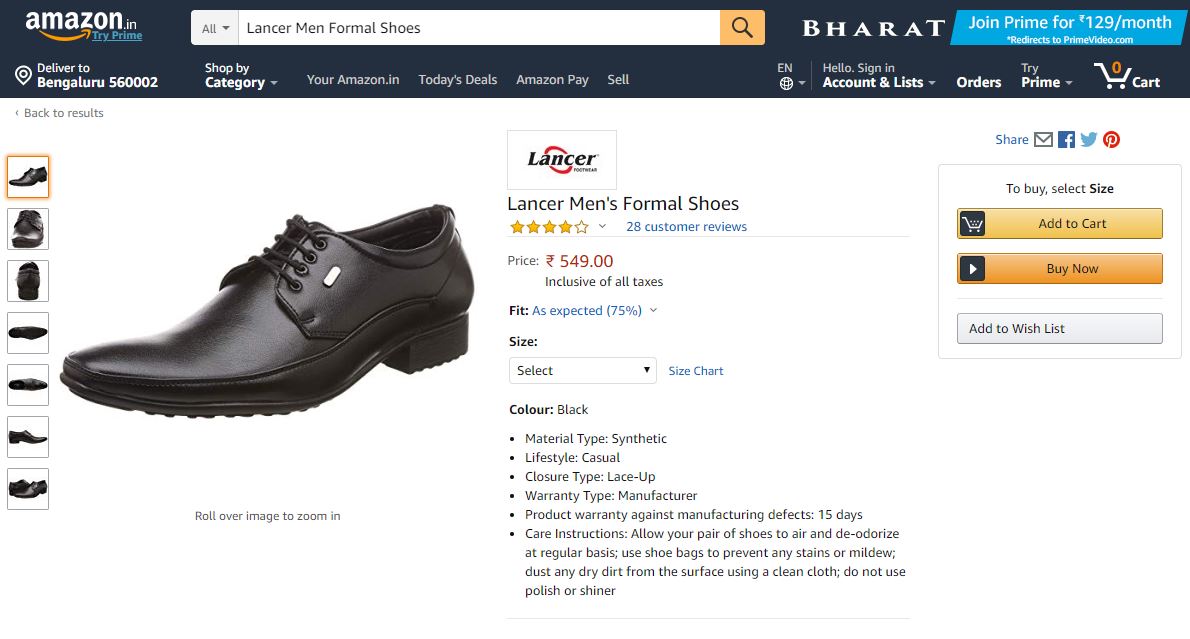 amazon.in
Try Prime
All
Lancer Men Formal Shoes
BHARAT
Join Prime for ₹129/month
*Redirects to PrimeVideo.com
Deliver to
Bengaluru 560002
Shop by
Category
Your Amazon.in
Today's Deals
Amazon Pay
Sell
EN
Hello. Sign in
Account & Lists
Orders
Try
Prime
0
Cart
‹ Back to results
Share
Lancer
FOOTWEAR
Lancer Men's Formal Shoes
28 customer reviews
Price: ₹ 549.00
Inclusive of all taxes
Fit: As expected (75%)
Size:
Select
Size Chart
Colour: Black
• Material Type: Synthetic
• Lifestyle: Casual
• Closure Type: Lace-Up
• Warranty Type: Manufacturer
• Product warranty against manufacturing defects: 15 days
• Care Instructions: Allow your pair of shoes to air and de-odorize
at regular basis; use shoe bags to prevent any stains or mildew;
dust any dry dirt from the surface using a clean cloth; do not use
polish or shiner
Roll over image to zoom in
To buy, select Size
Add to Cart
Buy Now
Add to Wish List